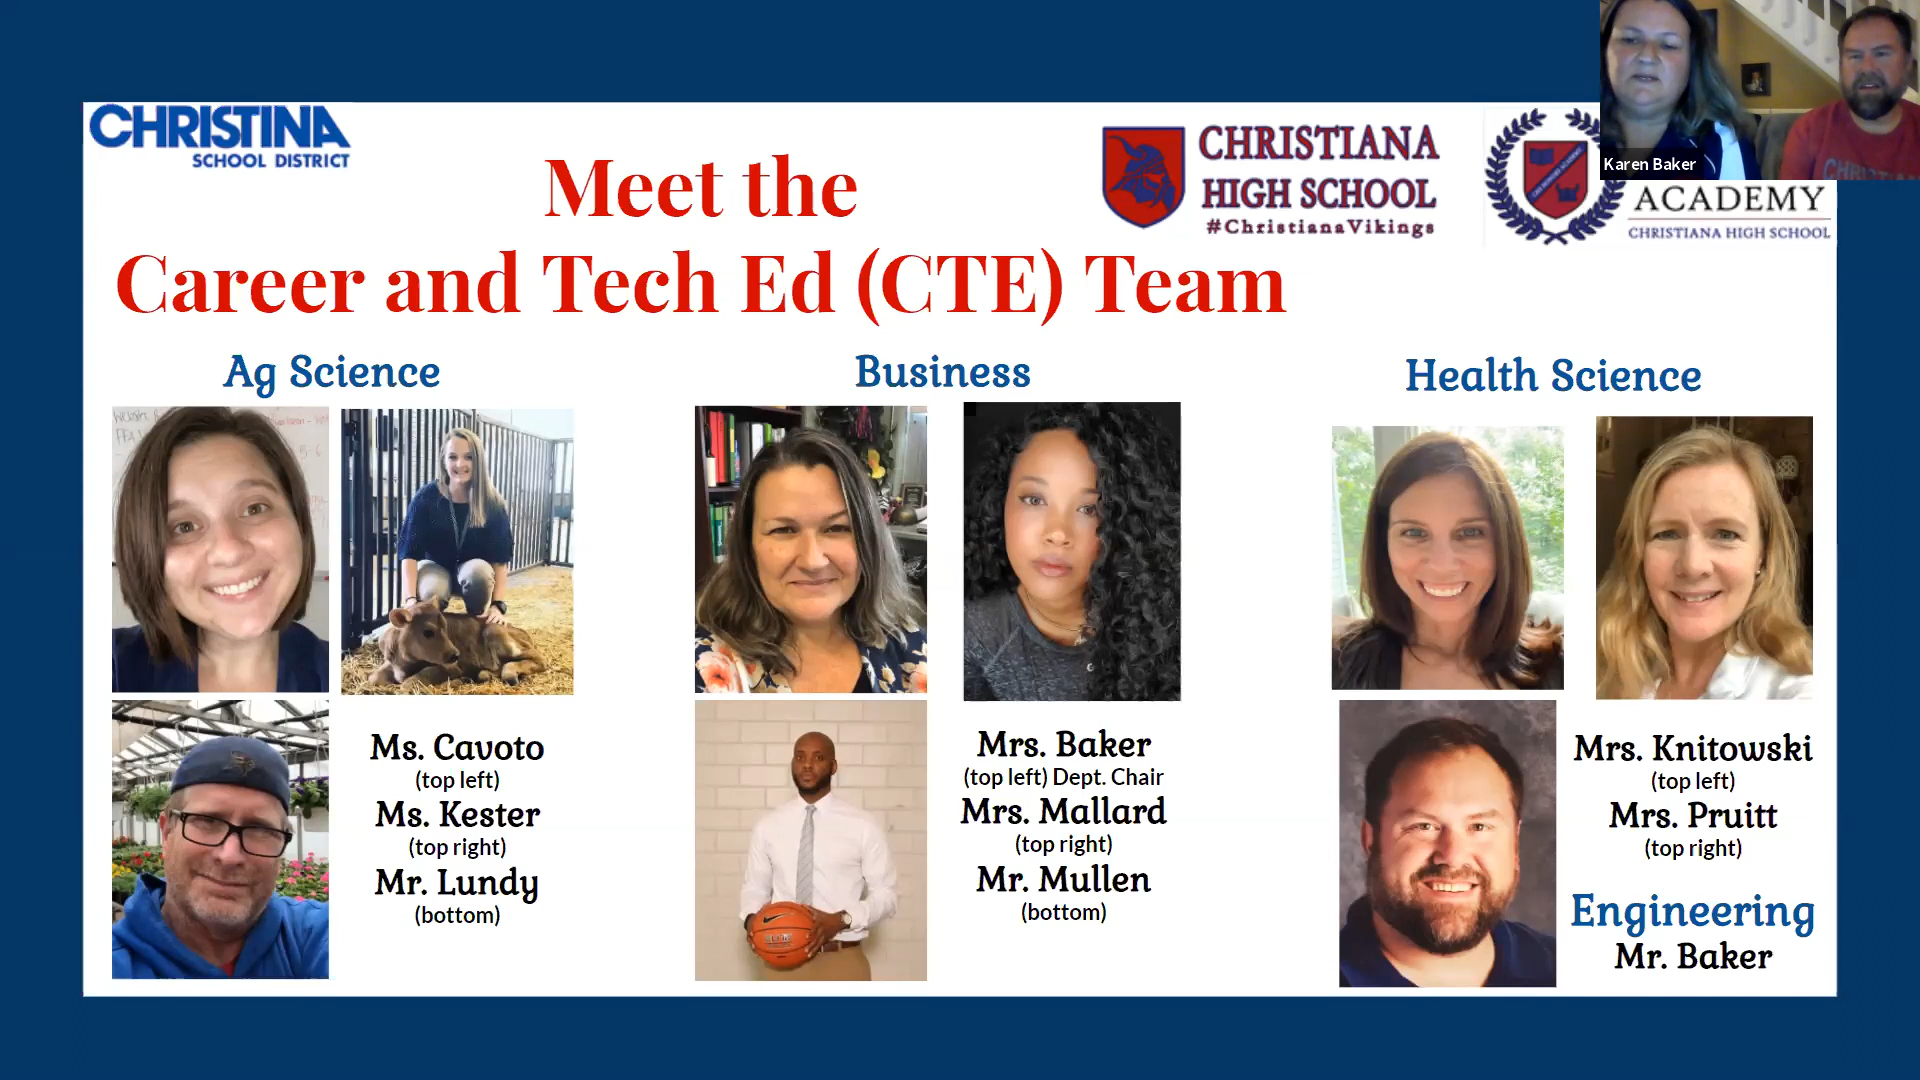 CHRISTINA
SCHOOL DISTRICT
Meet the
Career and Tech Ed (CTE) Team
CHRISTIANA
HIGH SCHOOL
#ChristianaVikings
ACADEMY
CHRISTIANA HIGH SCHOOL
Karen Baker
Ag Science
Ms. Cavoto
(top left)
Ms. Kester
(top right)
Mr. Lundy
(bottom)
Business
Mrs. Baker
(top left) Dept. Chair
Mrs. Mallard
(top right)
Mr. Mullen
(bottom)
Health Science
Mrs. Knitowski
(top left)
Mrs. Pruitt
(top right)
Engineering
Mr. Baker